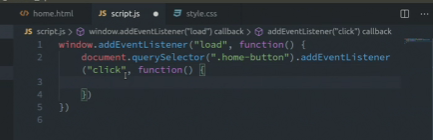 home.html
script.js
style.css
JS script.js > window.addEventListener("load") callback > addEventListener("click") callback
1 window.addEventListener("load", function() {
2 document.querySelector(".home-button").addEventListener
("click", function() {
3
4 })
5 })
6